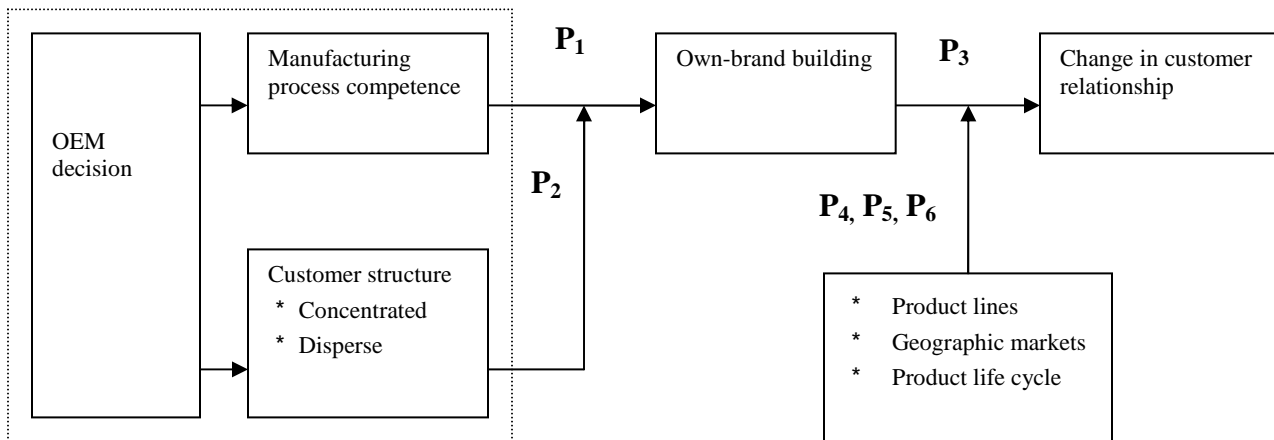 OEM
decision
Manufacturing
process competence
Customer structure
* Concentrated
* Disperse
P1
P2
Own-brand building
P3
Change in customer
relationship
P4, P5, P6
* Product lines
* Geographic markets
* Product life cycle